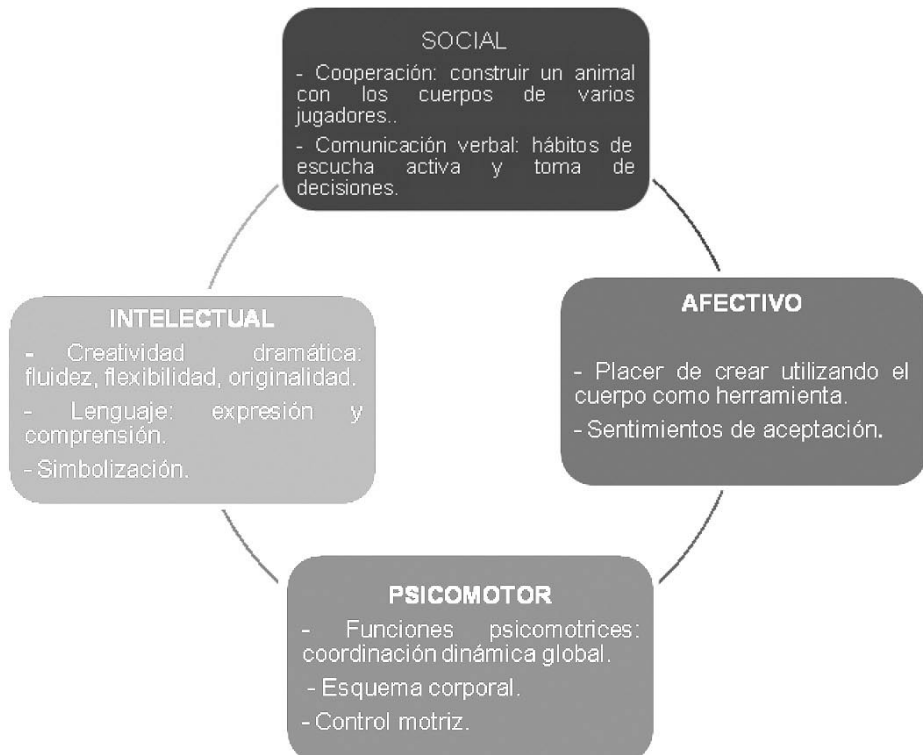 SOCIAL
- Cooperación: construir un animal
con los cuerpos de varios
jugadores..
- Comunicación verbal: hábitos de
escucha activa y toma de
decisiones.
AFECTIVO
- Placer de crear utilizando el
cuerpo como herramienta.
- Sentimientos de aceptación.
PSICOMOTOR
- Funciones psicomotrices:
coordinación dinámica global.
- Esquema corporal.
- Control motriz.
INTELECTUAL
- Creatividad dramática:
fluidez, flexibilidad, originalidad.
- Lenguaje: expresión y
comprensión.
- Simbolización.